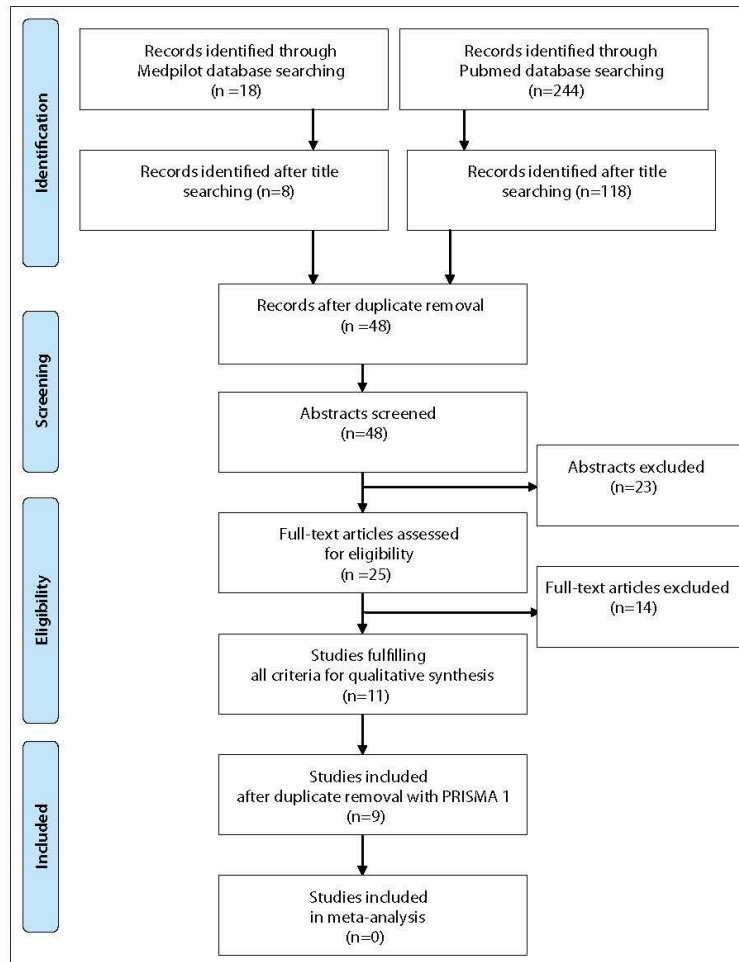 Identification
Records identified through
Medpilot database searching
(n =18)
Records identified through
Pubmed database searching
(n=244)
Records identified after title
searching (n=8)
Records identified after title
searching (n=118)
Screening
Records after duplicate removal
(n =48)
Abstracts screened
(n=48)
Abstracts excluded
(n=23)
Eligibility
Full-text articles assessed
for eligibility
(n =25)
Full-text articles excluded
(n=14)
Studies fulfilling
all criteria for qualitative synthesis
(n=11)
Included
Studies included
after duplicate removal with PRISMA 1
(n=9)
Studies included
in meta-analysis
(n=0)